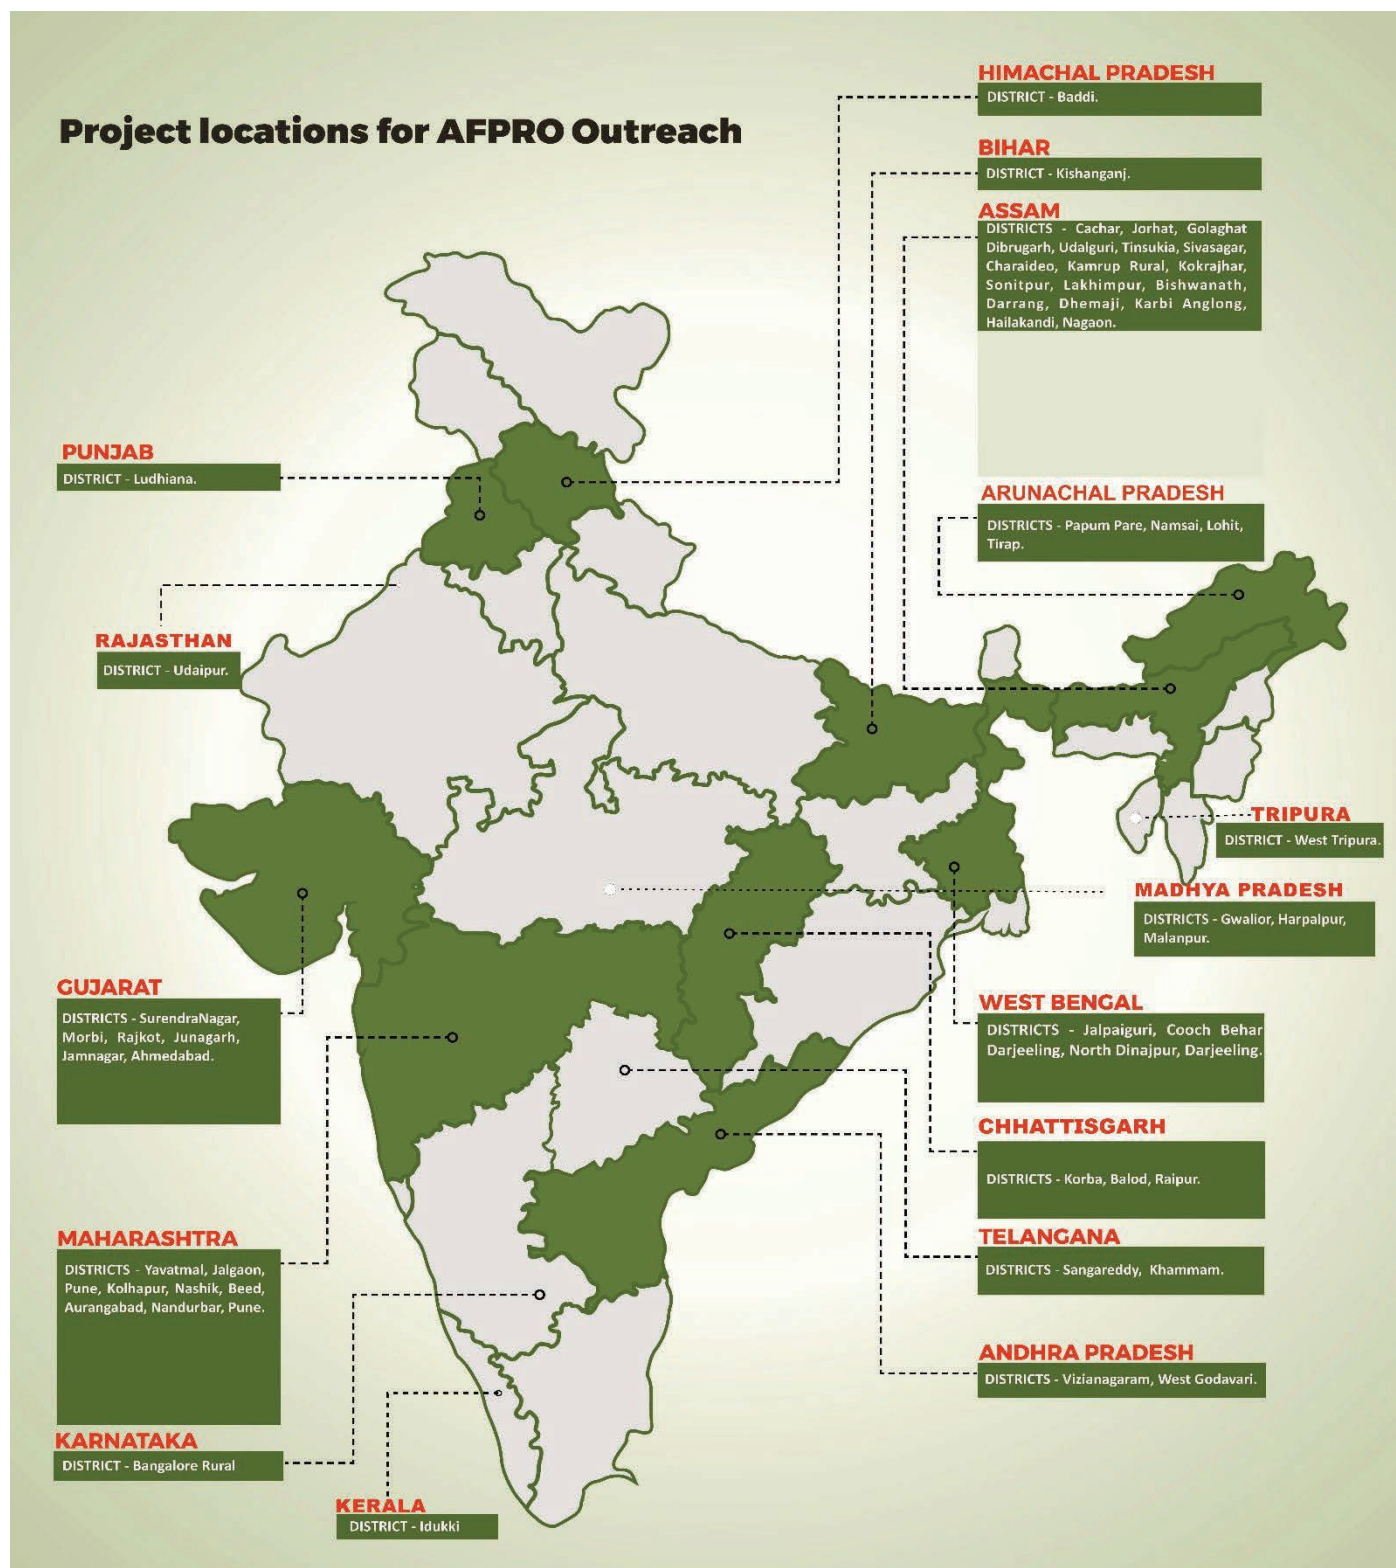 Project locations for AFPRO Outreach
HIMACHAL PRADESH
DISTRICT - Baddi.
BIHAR
DISTRICT - Kishanganj.
ASSAM
DISTRICTS - Cachar, Jorhat, Golaghat
Dibrugarh, Udalguri, Tinsukia, Sivasagar,
Charaideo, Kamrup Rural, Kokrajhar,
Sonitpur, Lakhimpur, Bishwanath,
Darrang, Dhemaji, Karbi Anglong,
Hailakandi, Nagaon.
PUNJAB
DISTRICT - Ludhiana.
ARUNACHAL PRADESH
DISTRICTS - Papum Pare, Namsai, Lohit,
Tirap.
RAJASTHAN
DISTRICT - Udaipur.
TRIPURA
DISTRICT - West Tripura.
MADHYA PRADESH
DISTRICTS - Gwalior, Harpalpur,
Malanpur.
GUJARAT
DISTRICTS - SurendraNagar,
Morbi, Rajkot, Junagarh,
Jamnagar, Ahmedabad.
WEST BENGAL
DISTRICTS - Jalpaiguri, Cooch Behar
Darjeeling, North Dinajpur, Darjeeling.
CHHATTISGARH
DISTRICTS - Korba, Balod, Raipur.
MAHARASHTRA
DISTRICTS - Yavatmal, Jalgaon,
Pune, Kolhapur, Nashik, Beed,
Aurangabad, Nandurbar, Pune.
TELANGANA
DISTRICTS - Sangareddy, Khammam.
ANDHRA PRADESH
DISTRICTS - Vizianagaram, West Godavari.
KARNATAKA
DISTRICT - Bangalore Rural
KERALA
DISTRICT - Idukki